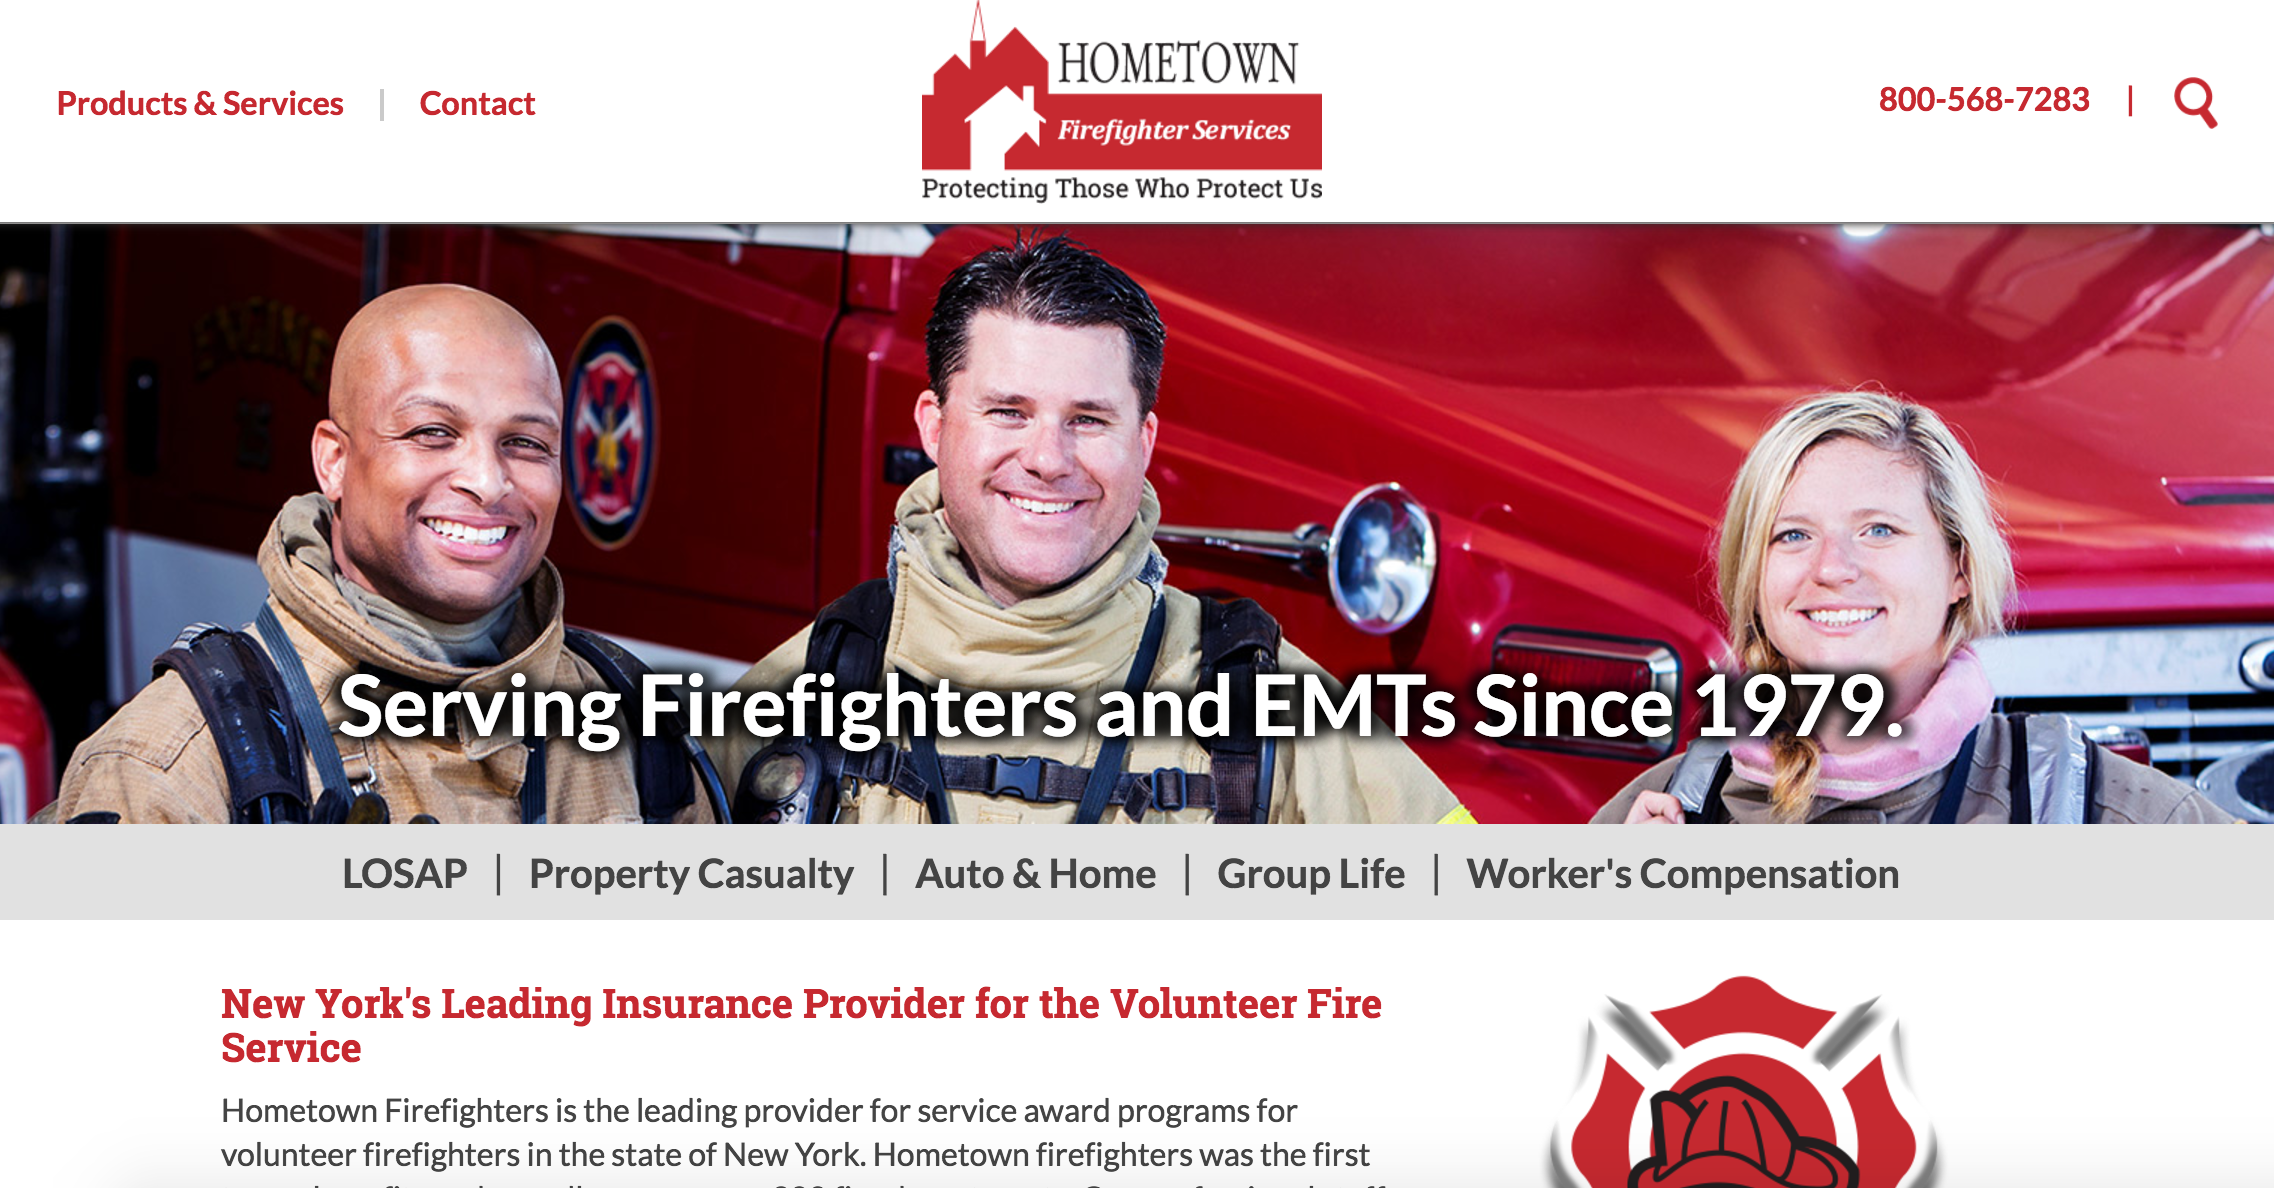 Products & Services | Contact
HOMETOWN
Firefighter Services
Protecting Those Who Protect Us
800-568-7283 |
ENGINE
Serving Firefighters and EMTs Since 1979.
LOSAP | Property Casualty | Auto & Home | Group Life | Worker's Compensation
New York's Leading Insurance Provider for the Volunteer Fire
Service
Hometown Firefighters is the leading provider for service award programs for
volunteer firefighters in the state of New York. Hometown firefighters was the first